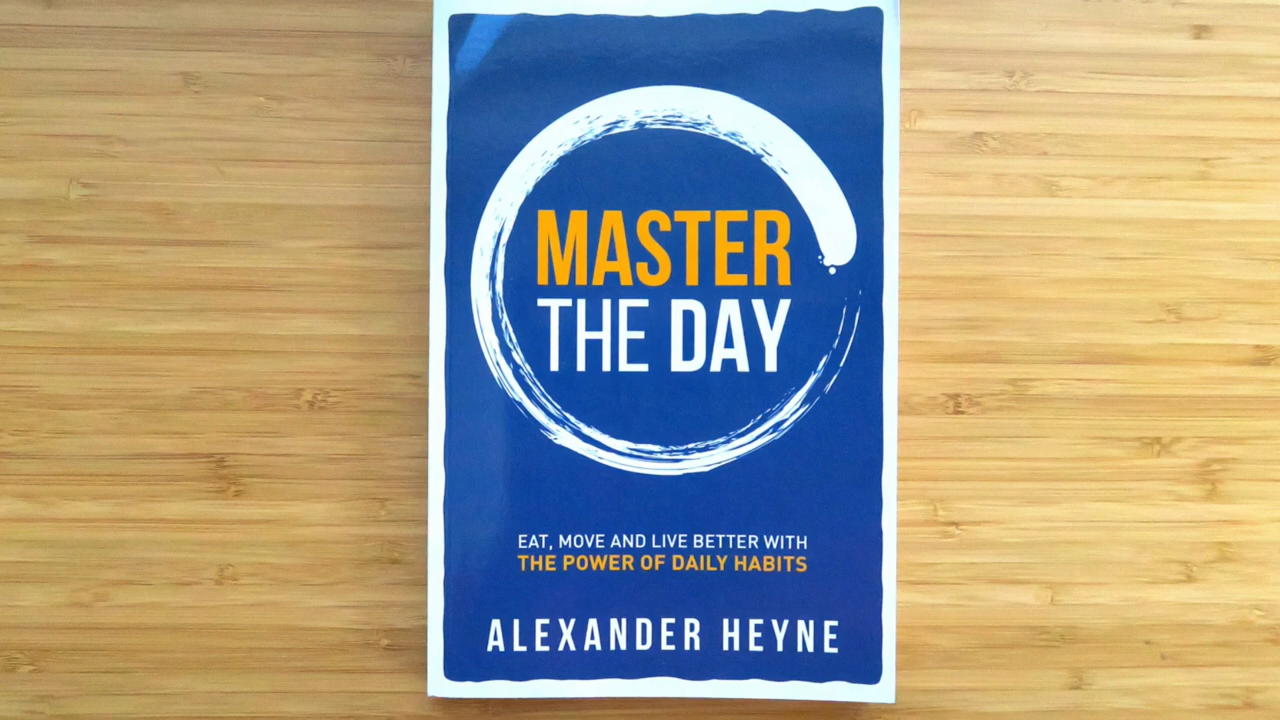 MASTER
THE DAY
EAT, MOVE AND LIVE BETTER WITH
THE POWER OF DAILY HABITS
ALEXANDER HEYNE